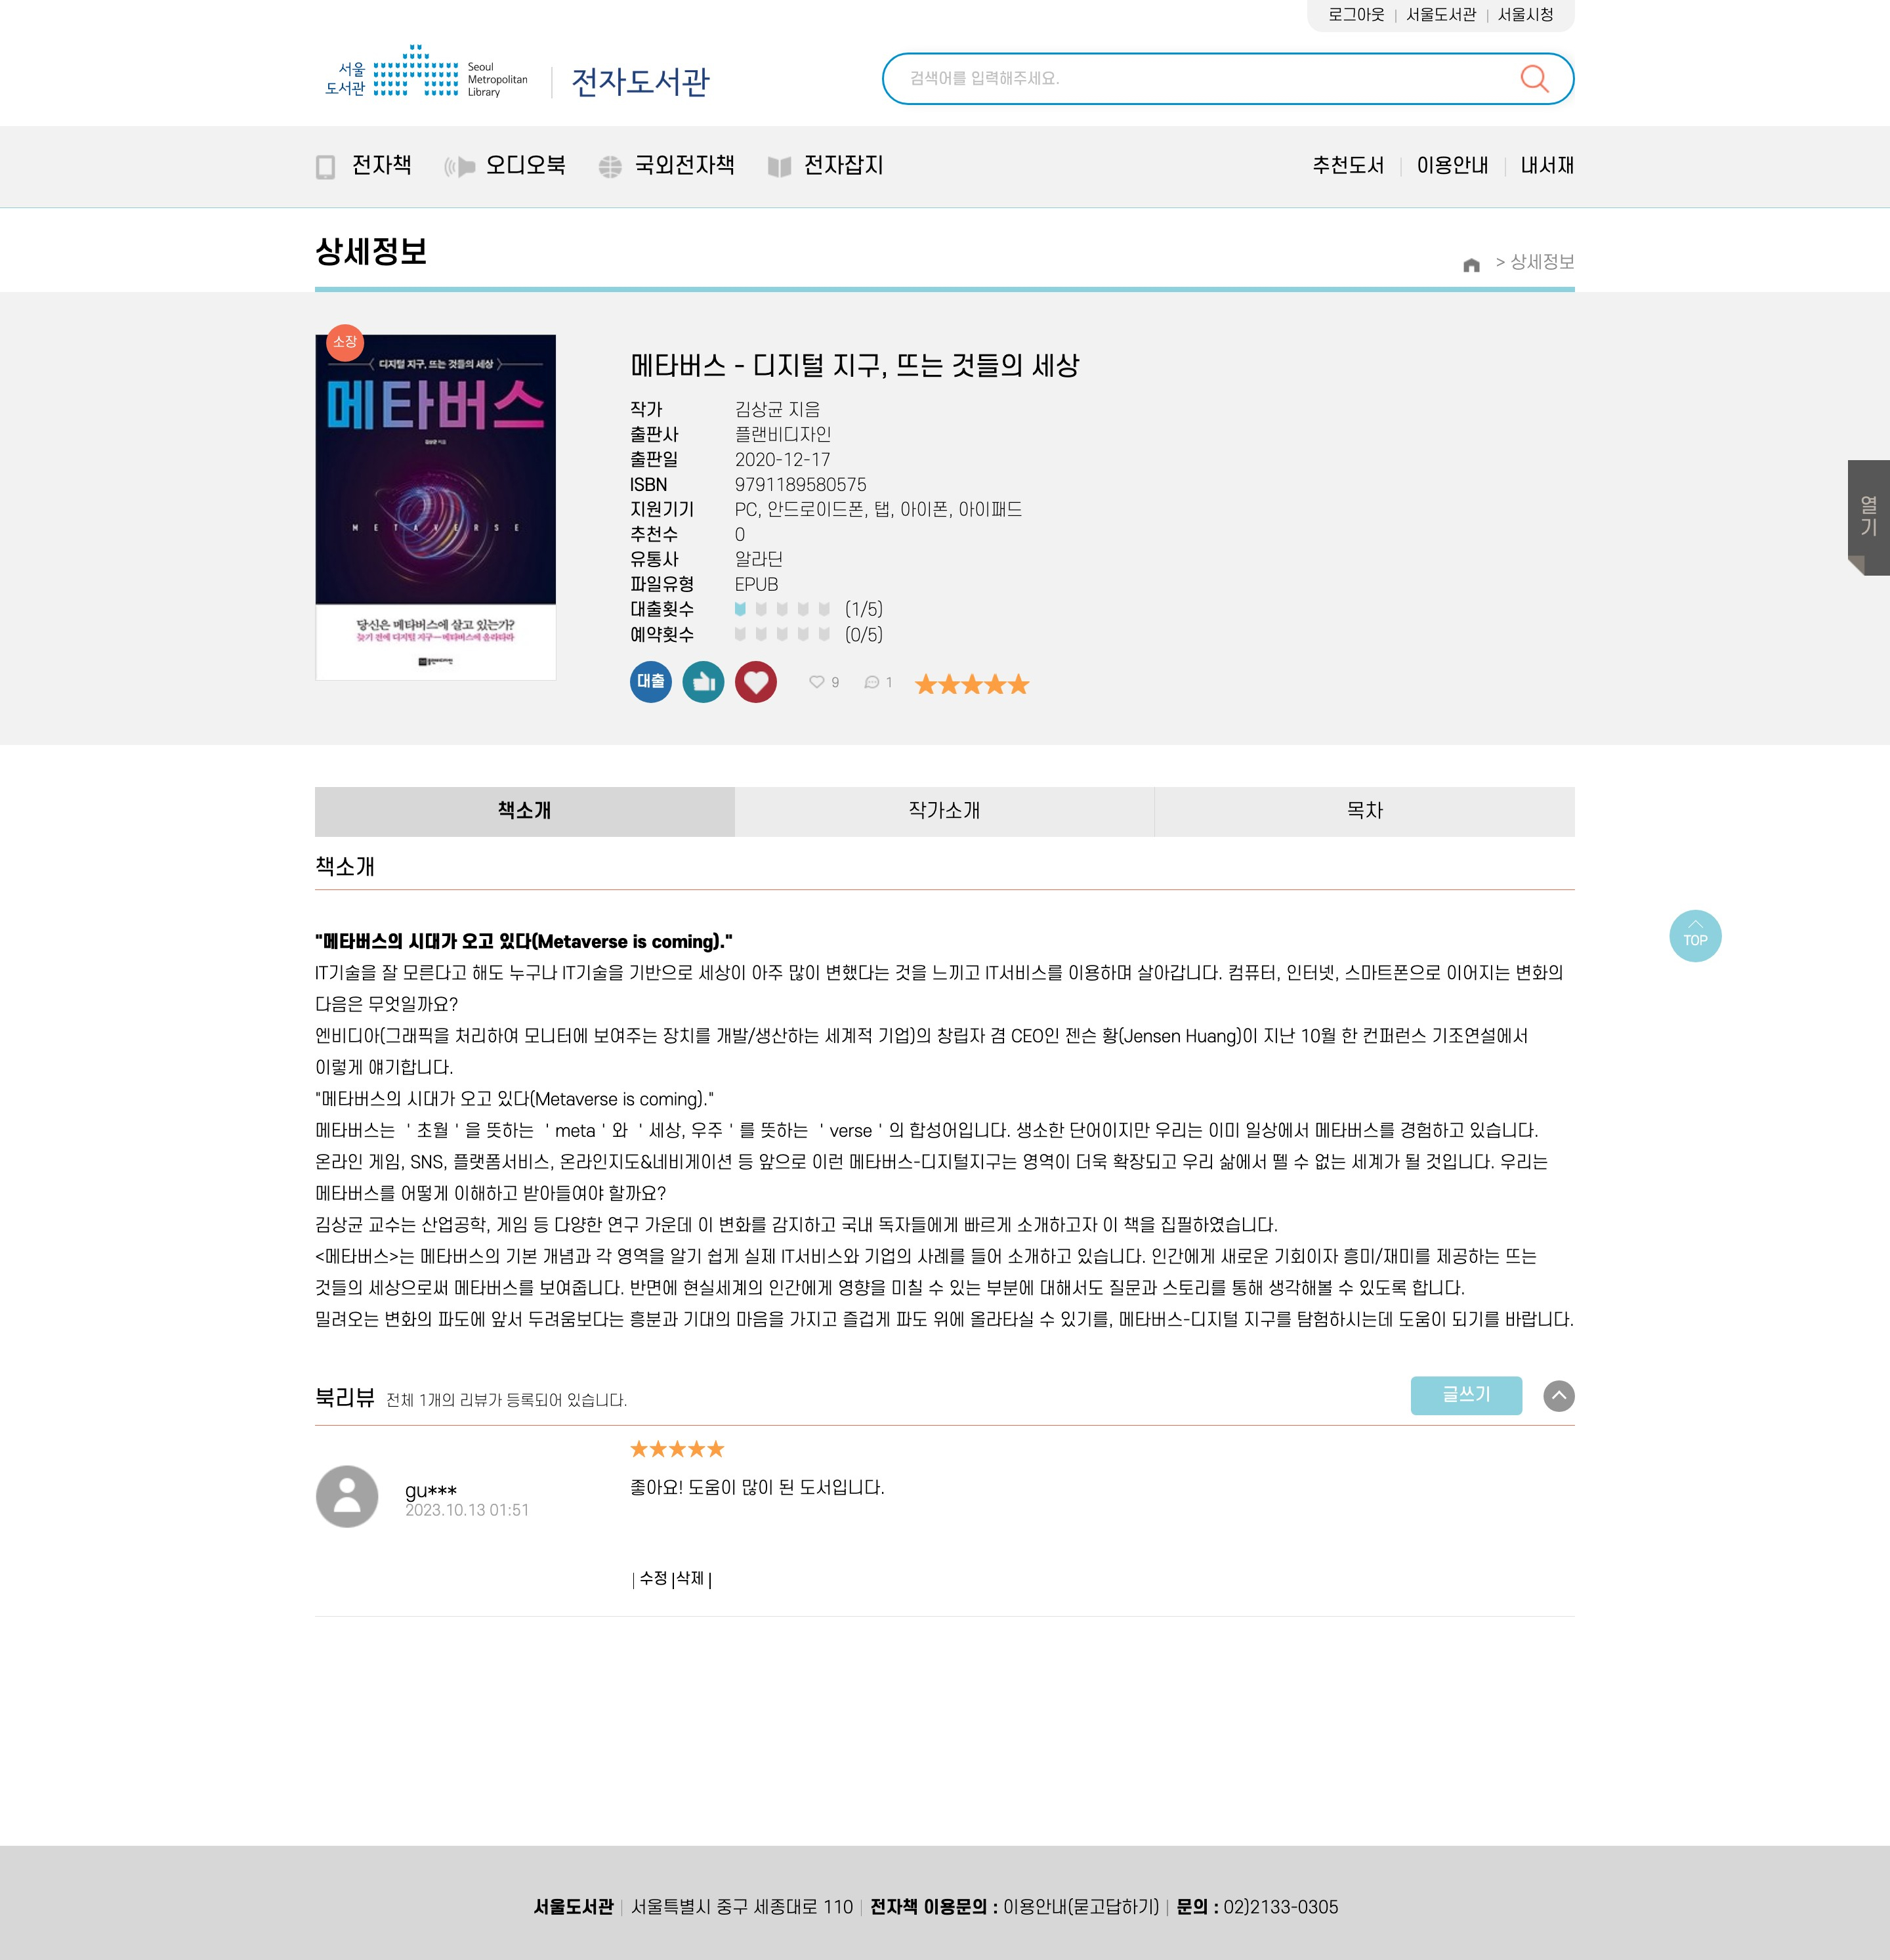 로그아웃 | 서울도서관 | 서울시청
서울
도서관
Seoul
Metropolitan
Library
전자도서관
검색어를 입력해주세요.
전자책 오디오북 국외전자책 전자잡지
추천도서 이용안내 내서재
상세정보
> 상세정보
소장
디지털 지구, 뜨는 것들의 세상
메타버스
김상균 지음
METAVERSE
당신은 메타버스에 살고 있는가?
늦기 전에 디지털 지구—메타버스에 올라타라
플랜비디자인
메타버스 - 디지털 지구, 뜨는 것들의 세상
작가 김상균 지음
출판사 플랜비디자인
출판일 2020-12-17
ISBN 9791189580575
지원기기 PC, 안드로이드폰, 탭, 아이폰, 아이패드
추천수 0
유통사 알라딘
파일유형 EPUB
대출횟수 (1/5)
예약횟수 (0/5)
대출 9 1 ★★★★★
열기
책소개 작가소개 목차
책소개
"메타버스의 시대가 오고 있다(Metaverse is coming)."
IT기술을 잘 모른다고 해도 누구나 IT기술을 기반으로 세상이 아주 많이 변했다는 것을 느끼고 IT서비스를 이용하며 살아갑니다. 컴퓨터, 인터넷, 스마트폰으로 이어지는 변화의
다음은 무엇일까요?
엔비디아(그래픽을 처리하여 모니터에 보여주는 장치를 개발/생산하는 세계적 기업)의 창립자 겸 CEO인 젠슨 황(Jensen Huang)이 지난 10월 한 컨퍼런스 기조연설에서
이렇게 얘기합니다.
"메타버스의 시대가 오고 있다(Metaverse is coming)."
메타버스는 ＇초월＇을 뜻하는 ＇meta＇와 ＇세상, 우주＇를 뜻하는 ＇verse＇의 합성어입니다. 생소한 단어이지만 우리는 이미 일상에서 메타버스를 경험하고 있습니다.
온라인 게임, SNS, 플랫폼서비스, 온라인지도&네비게이션 등 앞으로 이런 메타버스-디지털지구는 영역이 더욱 확장되고 우리 삶에서 뗄 수 없는 세계가 될 것입니다. 우리는
메타버스를 어떻게 이해하고 받아들여야 할까요?
김상균 교수는 산업공학, 게임 등 다양한 연구 가운데 이 변화를 감지하고 국내 독자들에게 빠르게 소개하고자 이 책을 집필하였습니다.
<메타버스>는 메타버스의 기본 개념과 각 영역을 알기 쉽게 실제 IT서비스와 기업의 사례를 들어 소개하고 있습니다. 인간에게 새로운 기회이자 흥미/재미를 제공하는 뜨는
것들의 세상으로써 메타버스를 보여줍니다. 반면에 현실세계의 인간에게 영향을 미칠 수 있는 부분에 대해서도 질문과 스토리를 통해 생각해볼 수 있도록 합니다.
밀려오는 변화의 파도에 앞서 두려움보다는 흥분과 기대의 마음을 가지고 즐겁게 파도 위에 올라타실 수 있기를, 메타버스-디지털 지구를 탐험하시는데 도움이 되기를 바랍니다.
TOP
북리뷰 전체 1개의 리뷰가 등록되어 있습니다.
글쓰기
★★★★★
좋아요! 도움이 많이 된 도서입니다.
gu***
2023.10.13 01:51
| 수정 |삭제 |
서울도서관 | 서울특별시 중구 세종대로 110 | 전자책 이용문의 : 이용안내(묻고답하기) | 문의 : 02)2133-0305